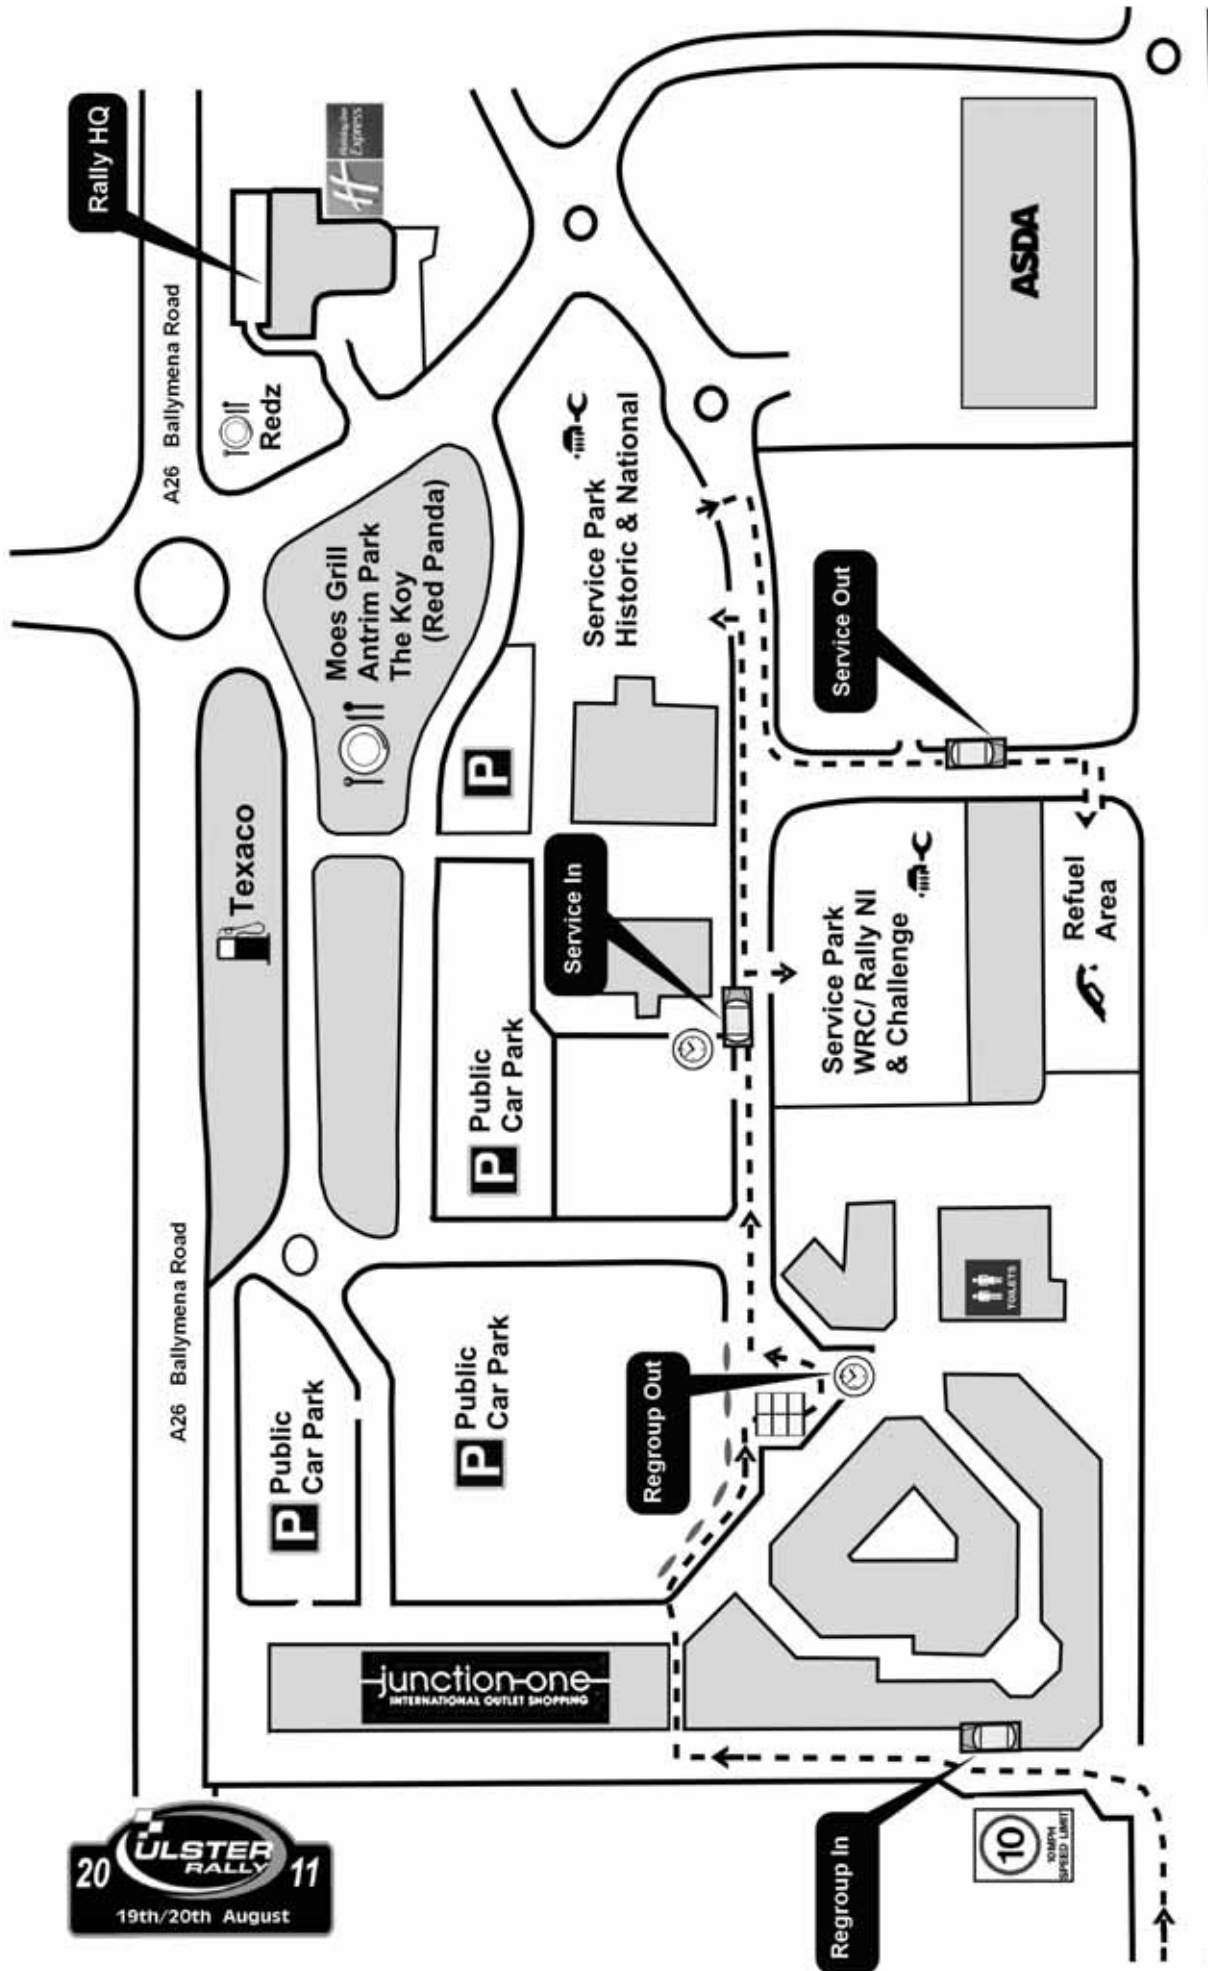 20 ULSTER 11
RALLY
19th/20th August
A26 Ballymena Road
A26 Ballymena Road
Rally HQ
Holiday Inn
Express
H
Redz
Texaco
Moes Grill
Antrim Park
The Koy
(Red Panda)
P
P Public
Car Park
P Public
Car Park
P Public
Car Park
junction-one
INTERNATIONAL OUTLET SHOPPING
Service In
Service Park
Historic & National
Regroup Out
Service Out
Service Park
WRC/ Rally NI
& Challenge
Refuel
Area
ASDA
TOILETS
Regroup In
10
10MPH
SPEED LIMIT